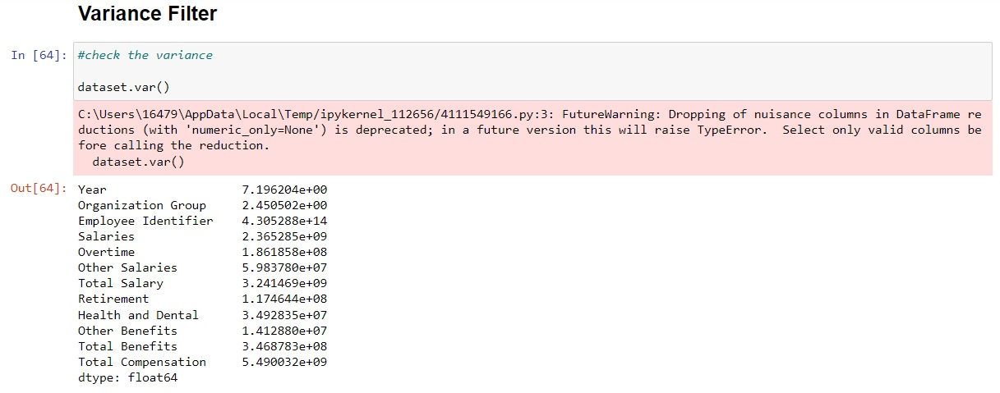 Variance Filter
In [64]: #check the variance
dataset.var()
C:\Users\16479\AppData\Local\Temp/ipykernel_112656/4111549166.py:3: FutureWarning: Dropping of nuisance columns in DataFrame re
ductions (with 'numeric_only=None') is deprecated; in a future version this will raise TypeError.  Select only valid columns be
fore calling the reduction.
  dataset.var()
Out[64]: Year                   7.196204e+00
Organization Group     2.450502e+00
Employee Identifier    4.305288e+14
Salaries               2.365285e+09
Overtime               1.861858e+08
Other Salaries         5.983780e+07
Total Salary           3.241469e+09
Retirement             1.174644e+08
Health and Dental      3.492835e+07
Other Benefits         1.412880e+07
Total Benefits         3.468783e+08
Total Compensation     5.490032e+09
dtype: float64